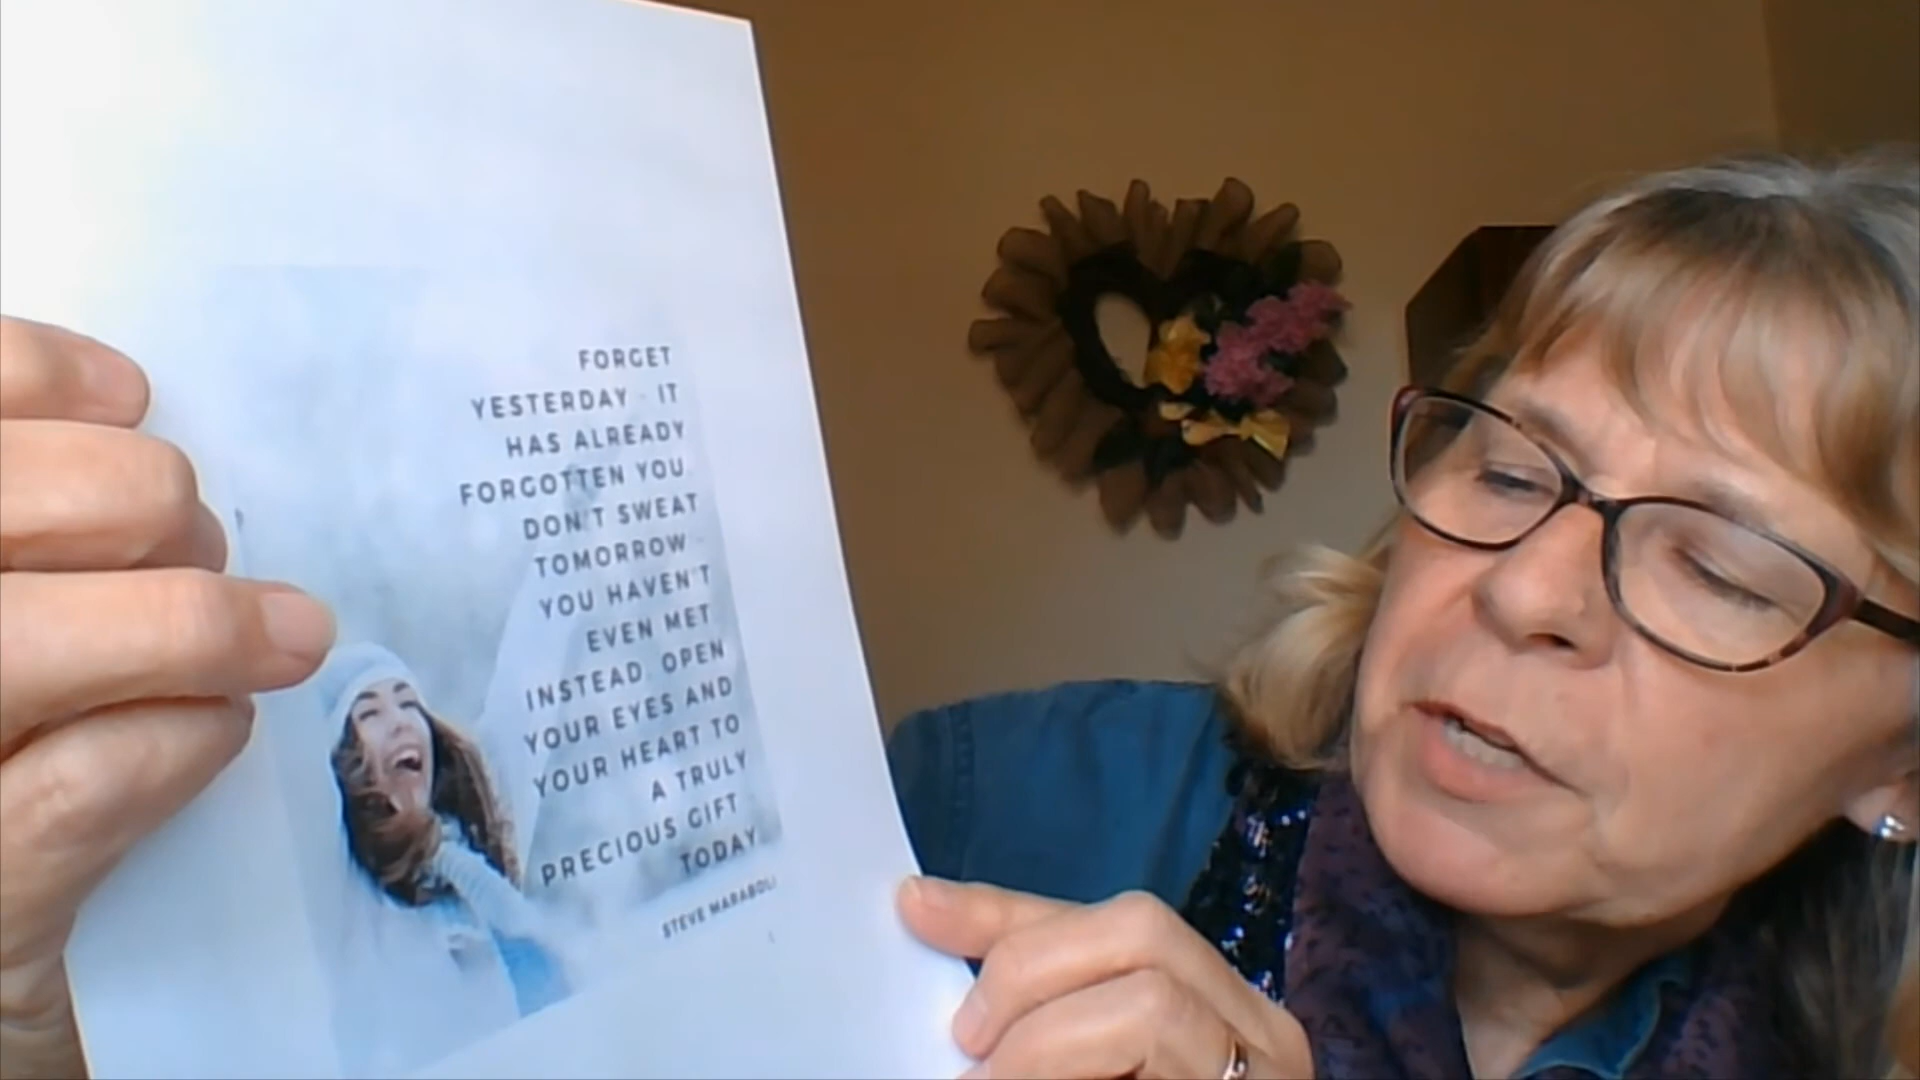 FORGET
YESTERDAY - IT
HAS ALREADY
FORGOTTEN YOU
DON'T SWEAT
TOMORROW -
YOU HAVEN'T
EVEN MET
INSTEAD, OPEN
YOUR EYES AND
YOUR HEART TO
A TRULY
PRECIOUS GIFT
TODAY.
STEVE MARABOLI